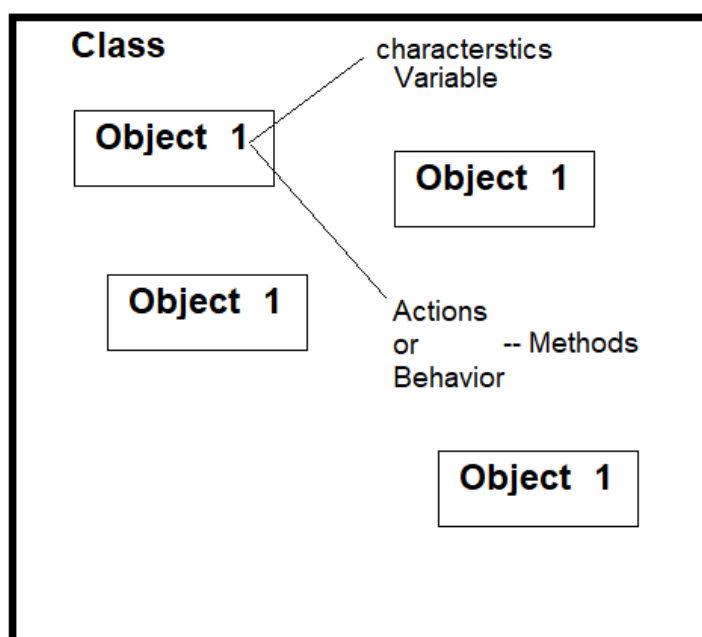 Class
characterstics
Variable
Object 1
Object 1
Object 1
Actions
or -- Methods
Behavior
Object 1